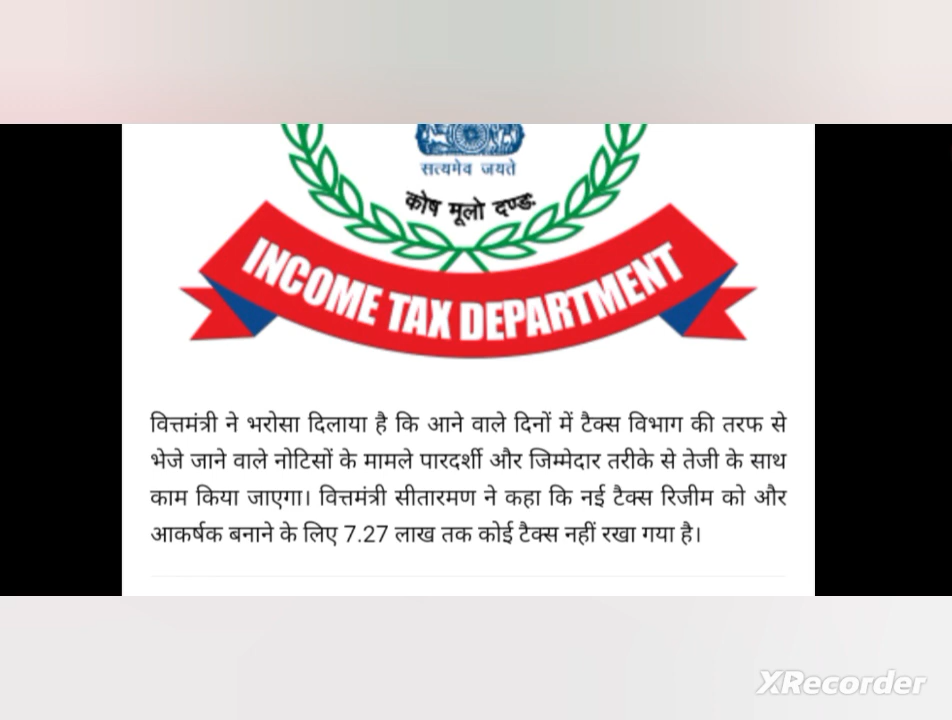 सत्यमेव जयते
कोष मूलो दण्डः
INCOME TAX DEPARTMENT
वित्तमंत्री ने भरोसा दिलाया है कि आने वाले दिनों में टैक्स विभाग की तरफ से
भेजे जाने वाले नोटिसों के मामले पारदर्शी और जिम्मेदार तरीके से तेजी के साथ
काम किया जाएगा। वित्तमंत्री सीतारमण ने कहा कि नई टैक्स रिजीम को और
आकर्षक बनाने के लिए 7.27 लाख तक कोई टैक्स नहीं रखा गया है।
XRecorder